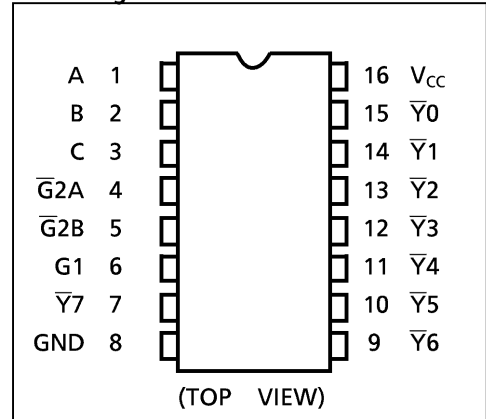 A 1 16 V_CC
B 2 15 Y̅0
C 3 14 Y̅1
G̅2A 4 13 Y̅2
G̅2B 5 12 Y̅3
G1 6 11 Y̅4
Y̅7 7 10 Y̅5
GND 8 9 Y̅6
(TOP VIEW)